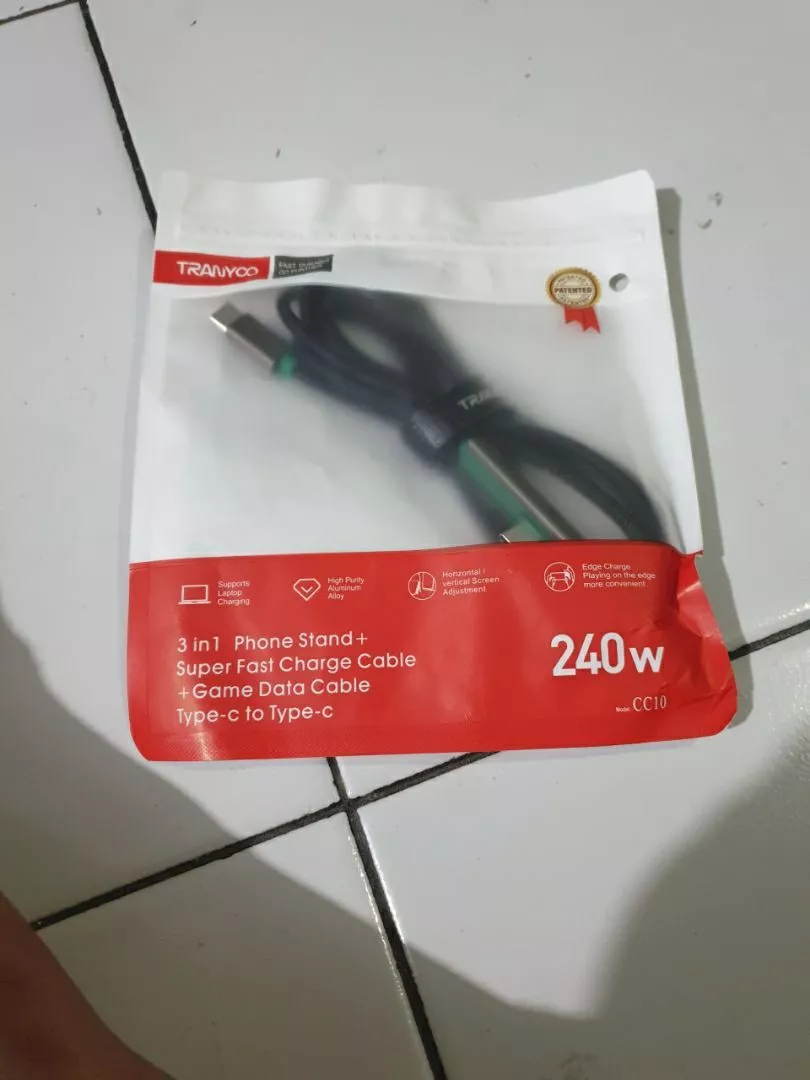 TRANYOO
FAST DURABLE
PATENTED
TRAN
Supports
Laptop
Charging
High Purity
Aluminum
Alloy
Horizontal /
vertical Screen
Adjustment
Edge Charge
Playing on the edge
more convenient
3 in1 Phone Stand+
Super Fast Charge Cable
+Game Data Cable
Type-c to Type-c
240w
Model: CC10